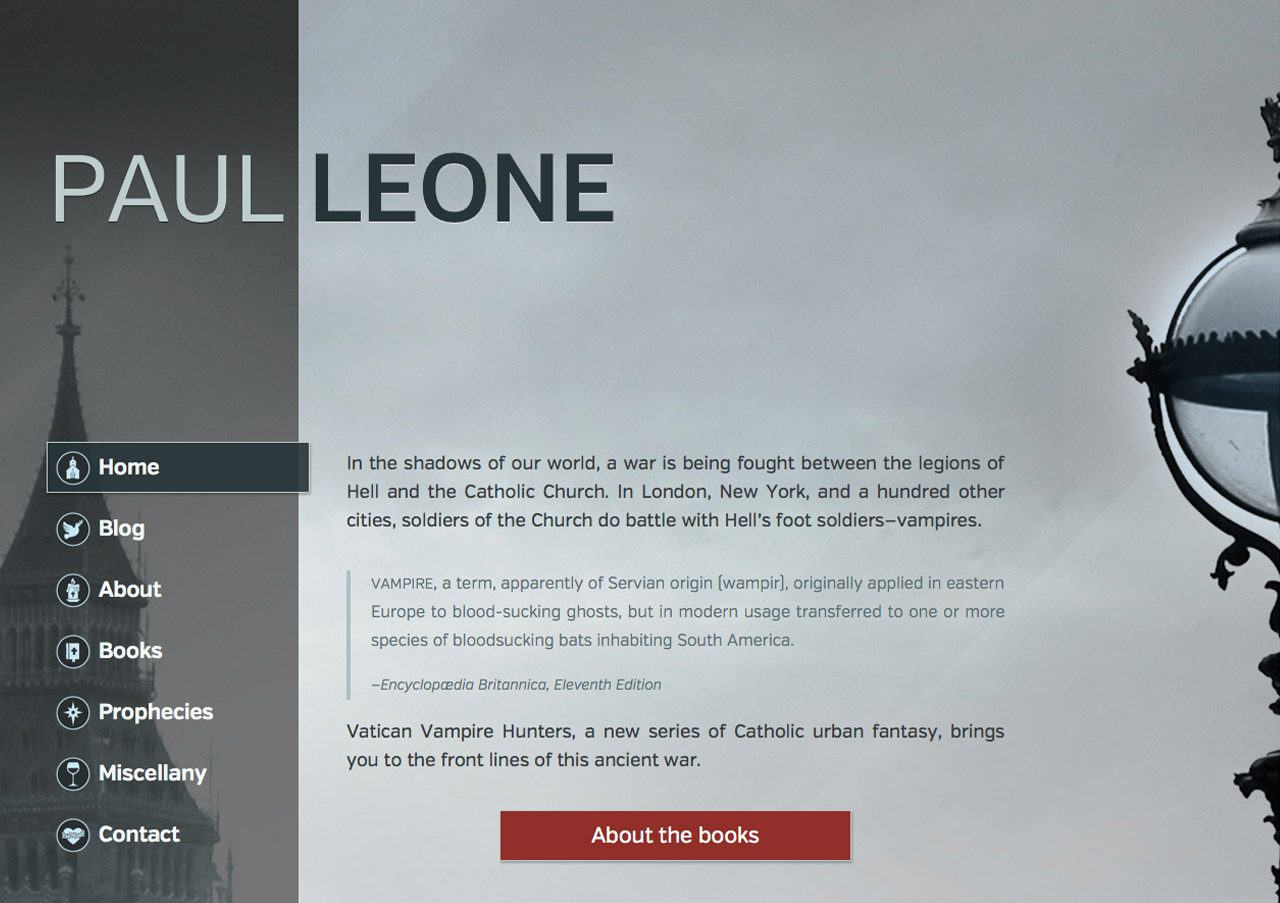 PAUL LEONE
Home
Blog
About
Books
Prophecies
Miscellany
Contact
In the shadows of our world, a war is being fought between the legions of
Hell and the Catholic Church. In London, New York, and a hundred other
cities, soldiers of the Church do battle with Hell’s foot soldiers–vampires.
VAMPIRE, a term, apparently of Servian origin (wampir), originally applied in eastern
Europe to blood-sucking ghosts, but in modern usage transferred to one or more
species of bloodsucking bats inhabiting South America.
–Encyclopædia Britannica, Eleventh Edition
Vatican Vampire Hunters, a new series of Catholic urban fantasy, brings
you to the front lines of this ancient war.
About the books